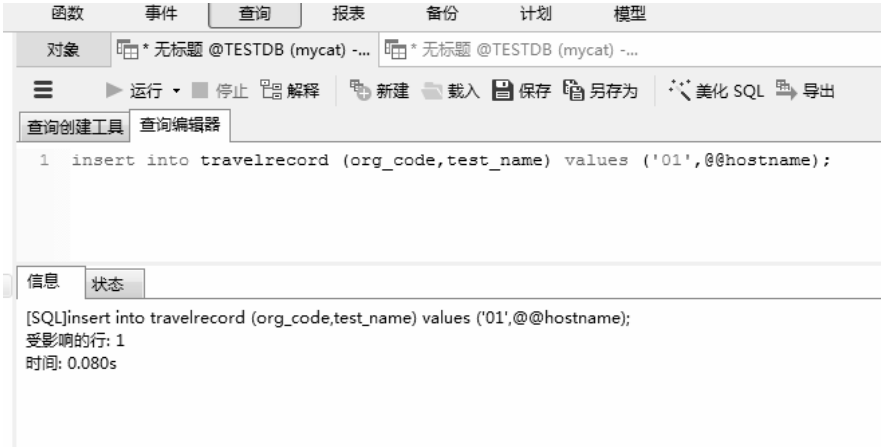 函数 事件 查询 报表 备份 计划 模型
对象 * 无标题 @TESTDB (mycat) -... * 无标题 @TESTDB (mycat) -...
运行 停止 解释 新建 载入 保存 另存为 美化 SQL 导出
查询创建工具 查询编辑器
1 insert into travelrecord (org_code,test_name) values ('01',@@hostname);
信息 状态
[SQL]insert into travelrecord (org_code,test_name) values ('01',@@hostname);
受影响的行: 1
时间: 0.080s